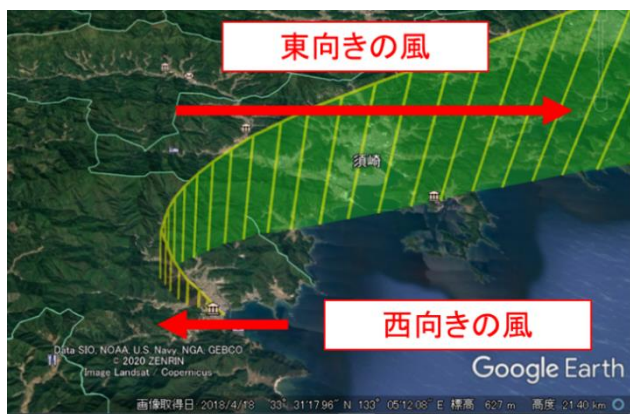 東向きの風
須崎
西向きの風
Data SIO, NOAA, U.S. Navy, NGA, GEBCO
© 2020 ZENRIN
Image Landsat / Copernicus
Google Earth
画像取得日: 2018/4/18 33°31'17.96" N 133°05'12.08" E 標高 627 m 高度 21.40 km